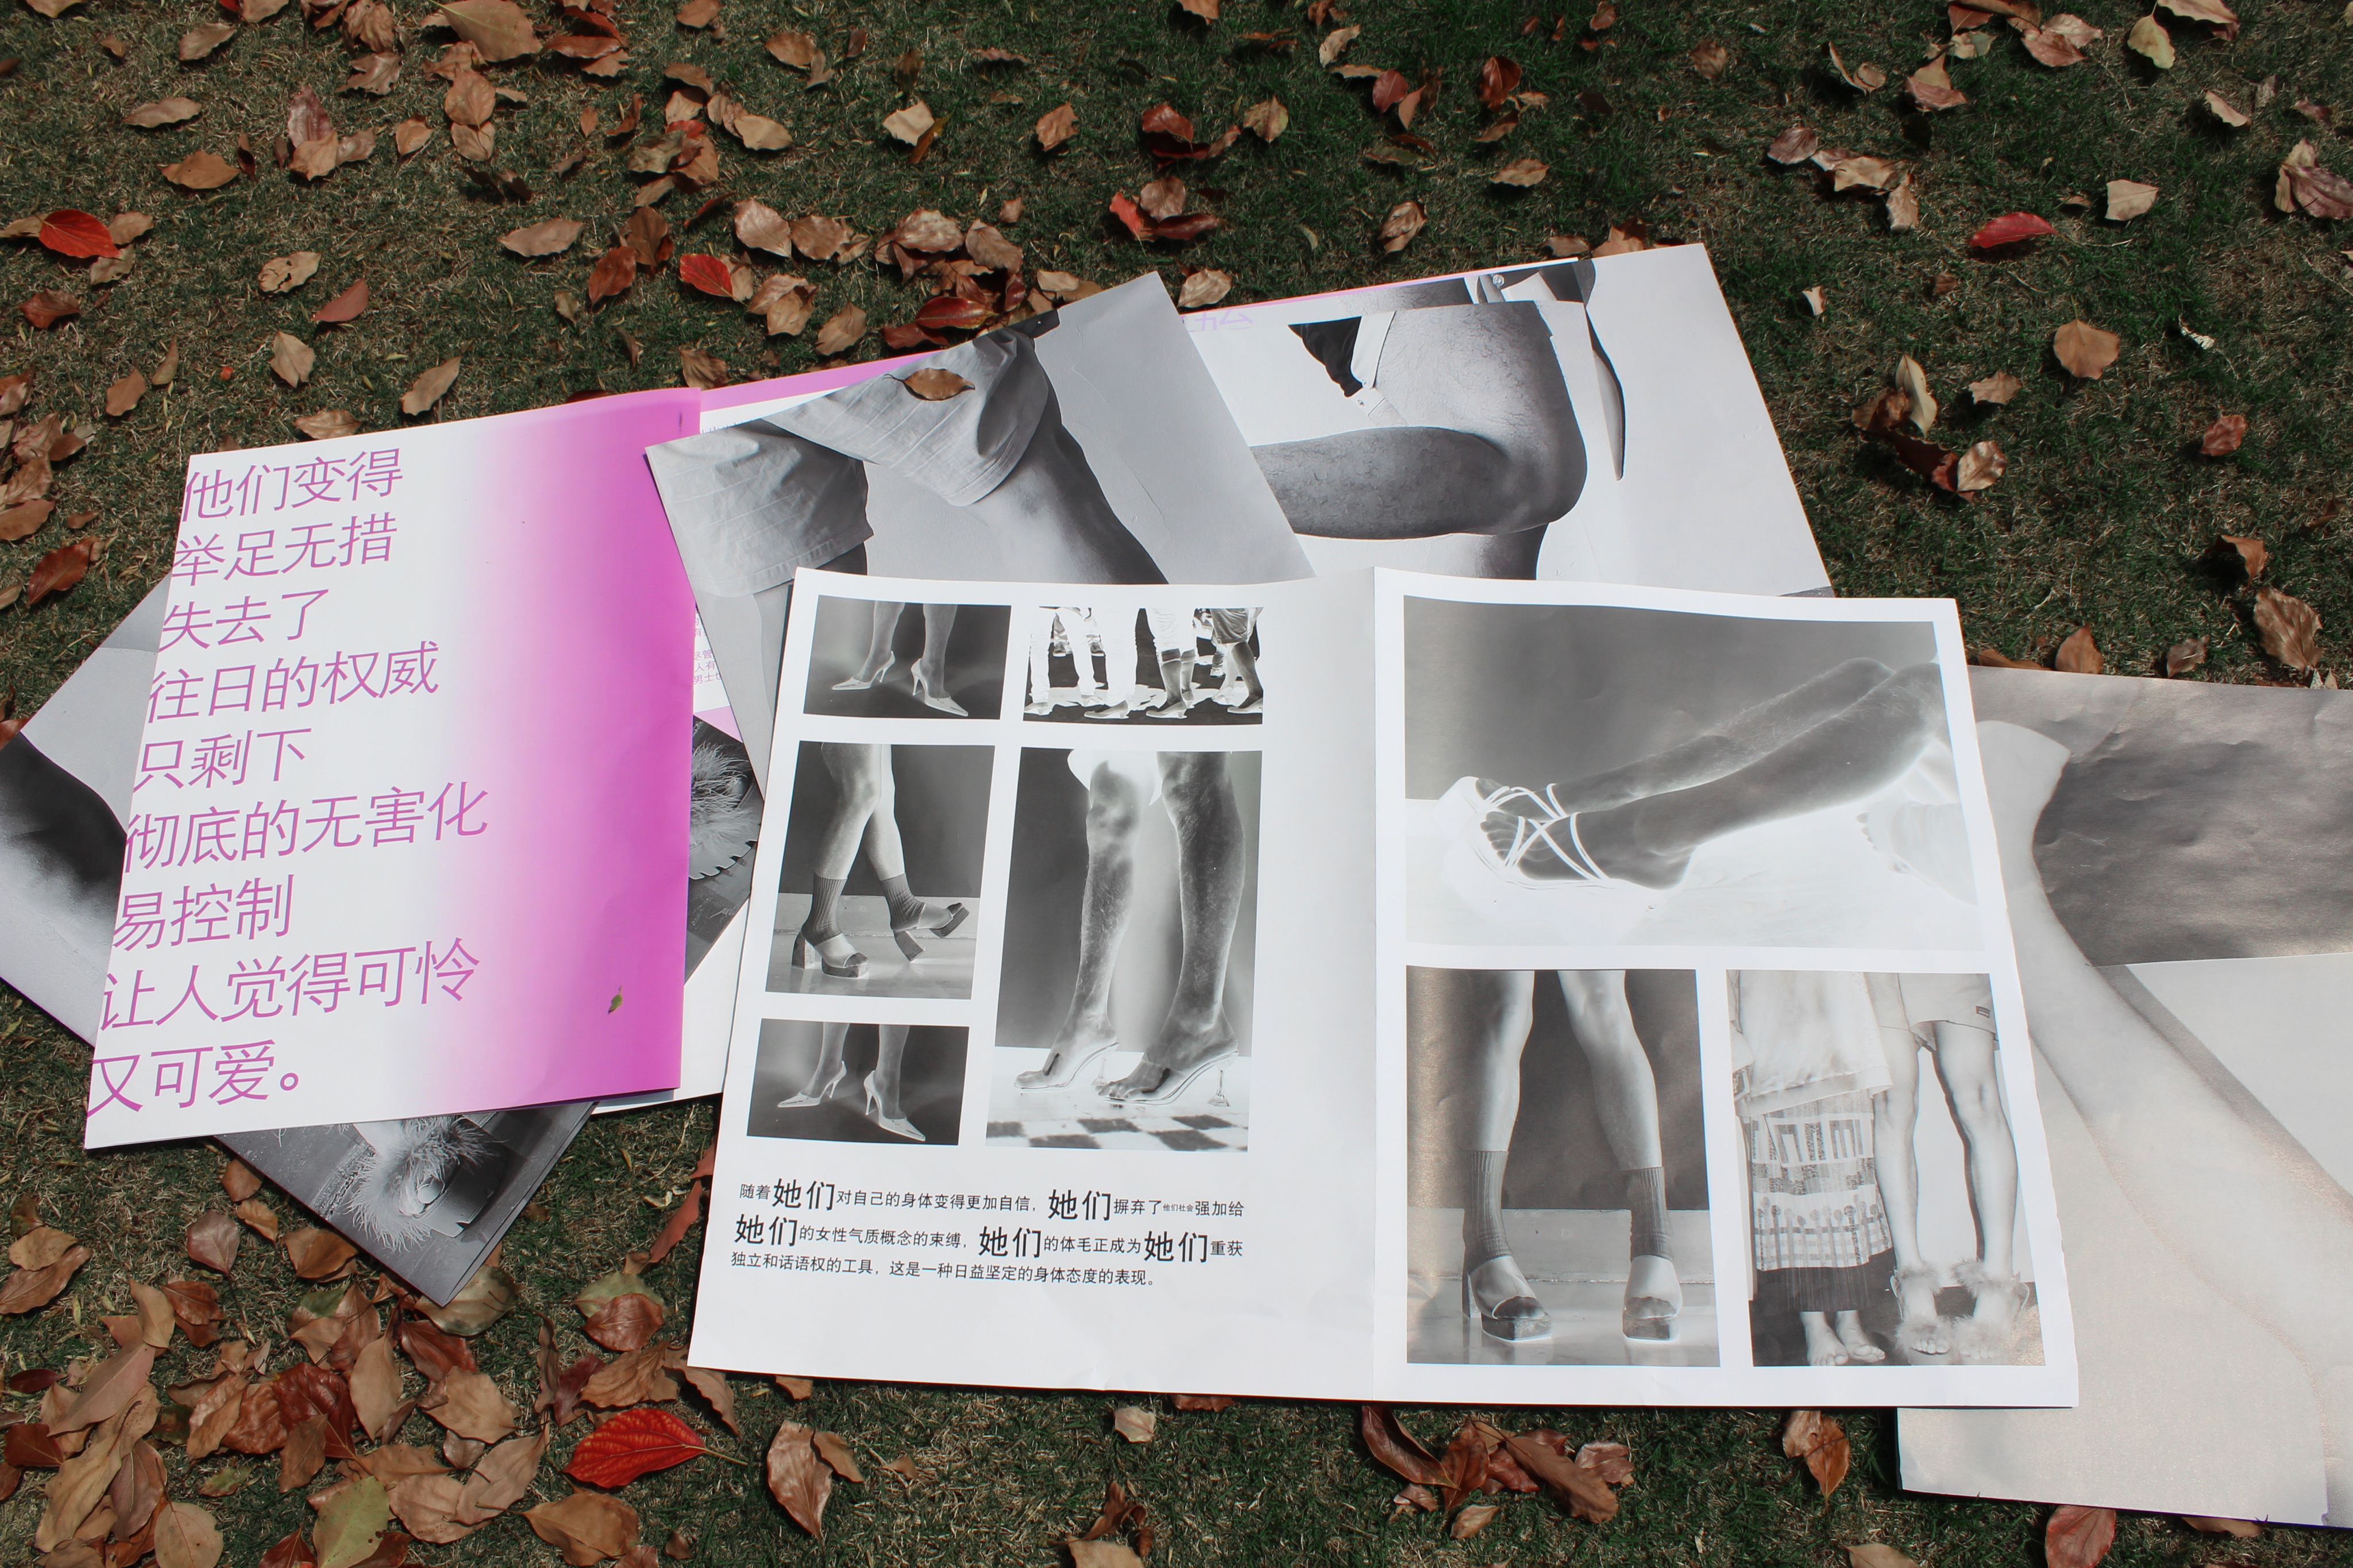 他们变得
举足无措
失去了
往日的权威
只剩下
彻底的无害化
易控制
让人觉得可怜
又可爱。
随着她们对自己的身体变得更加自信，她们摒弃了他们社会强加给
她们的女性气质概念的束缚，她们的体毛正成为她们重获
独立和话语权的工具，这是一种日益坚定的身体态度的表现。